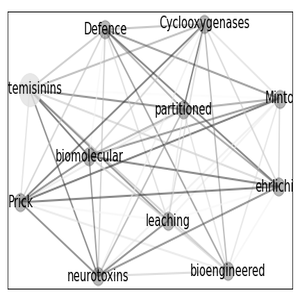 Cyclooxygenases
Defence
temisinins
Minto
partitioned
biomolecular
ehrlichi
Prick
leaching
bioengineered
neurotoxins